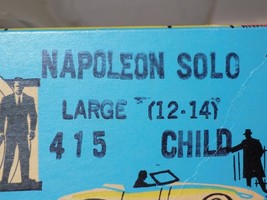 NAPOLEON SOLO
LARGE (12-14)
415 CHILD